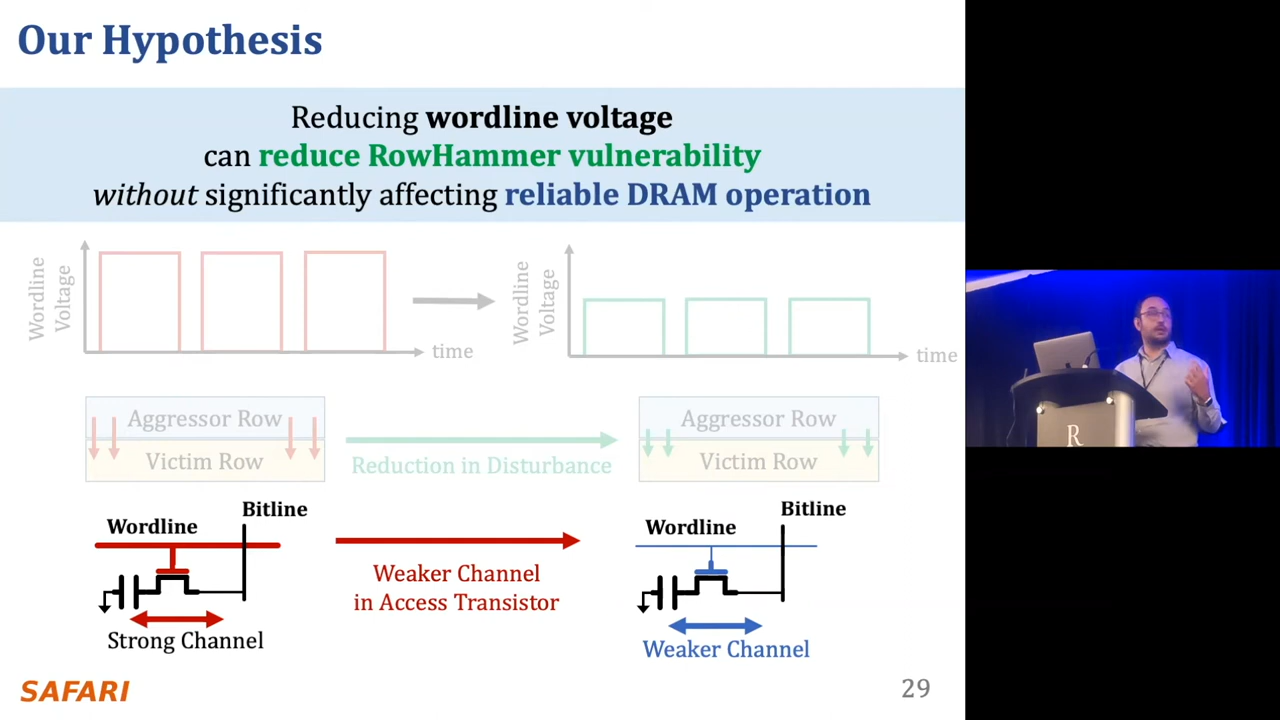 Our Hypothesis
Reducing wordline voltage
can reduce RowHammer vulnerability
without significantly affecting reliable DRAM operation
Wordline
Voltage
time
Wordline
Voltage
time
Aggressor Row
Victim Row
Reduction in Disturbance
Aggressor Row
Victim Row
Wordline
Bitline
Strong Channel
Weaker Channel
in Access Transistor
Wordline
Bitline
Weaker Channel
SAFARI
29
R